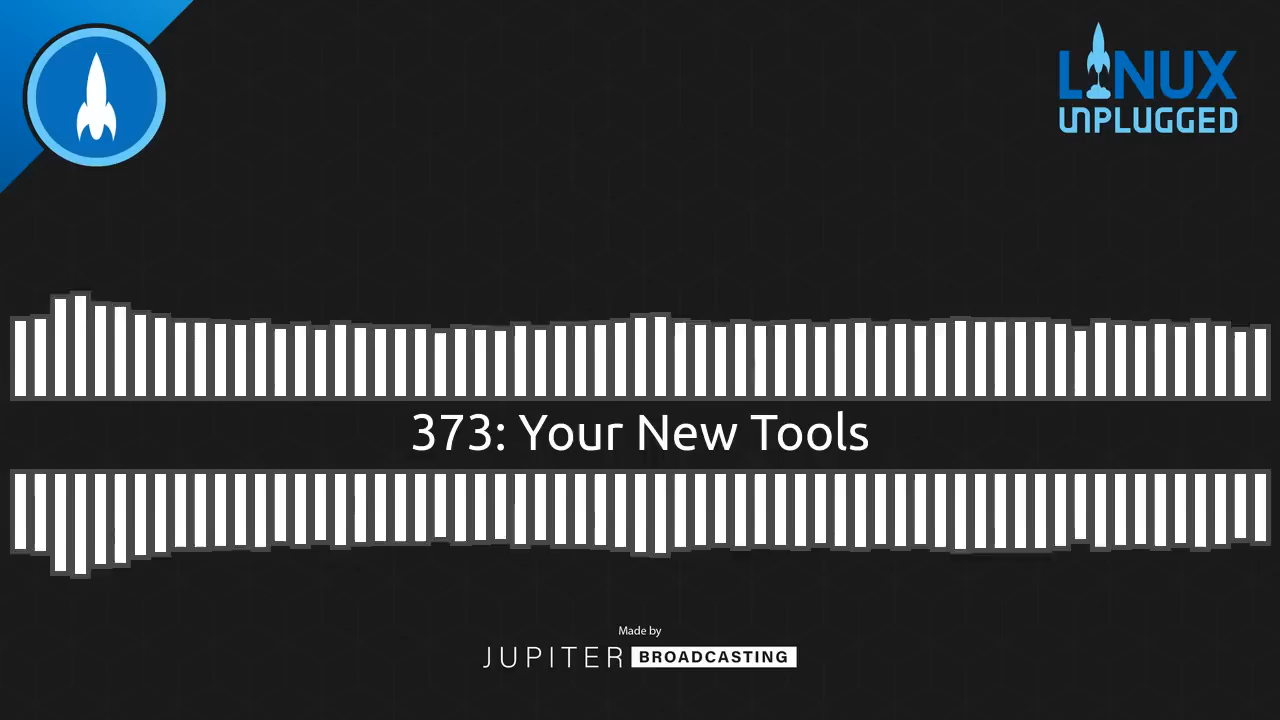 LINUX
UNPLUGGED
373: Your New Tools
Made by
JUPITER BROADCASTING